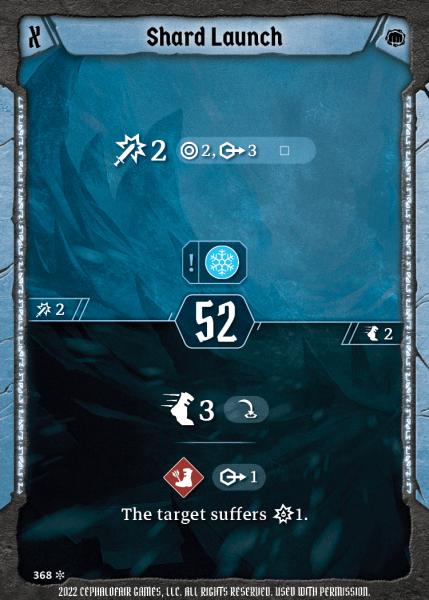 X Shard Launch
2 2, 3
!
2
52
2
3
1
The target suffers 1.
368
2022 CEPHALOFAIR GAMES, LLC. ALL RIGHTS RESERVED. USED WITH PERMISSION.